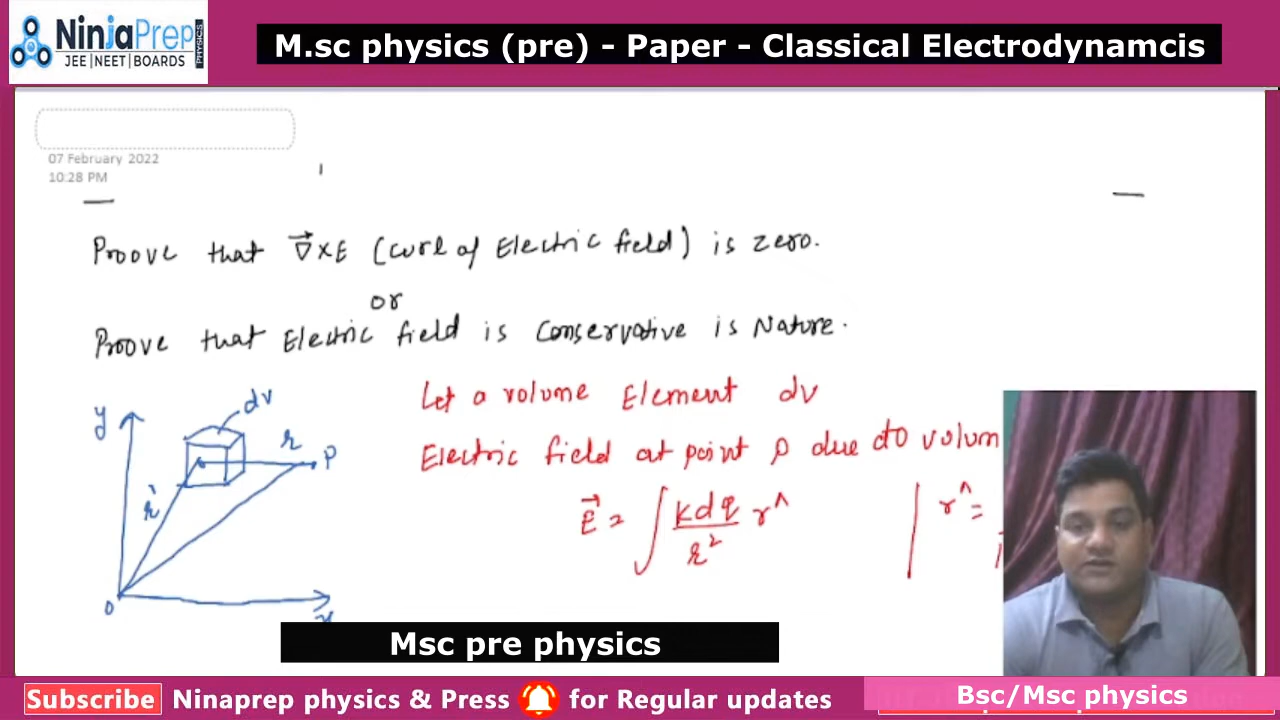 NinjaPrep PHYSICS
JEE|NEET|BOARDS
M.sc physics (pre) - Paper - Classical Electrodynamcis
07 February 2022
10:28 PM
Proove that ∇⃗×E (curl of Electric field) is zero.
or
Proove that Electric field is Conservative is Nature.
Let a volume Element dv
Electric field at point P due dto volum
E⃗ = ∫ kdq/r² r^
r^ =
y
dv
r
P
r'
O
x
Msc pre physics
Subscribe Ninaprep physics & Press for Regular updates
Bsc/Msc physics